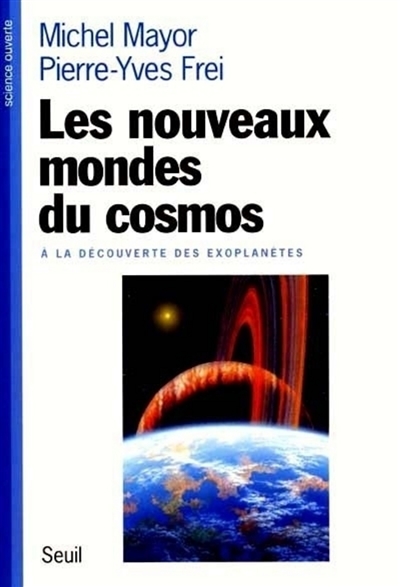 science ouverte
Michel Mayor
Pierre-Yves Frei
Les nouveaux
mondes
du cosmos
À LA DÉCOUVERTE DES EXOPLANÈTES
Seuil